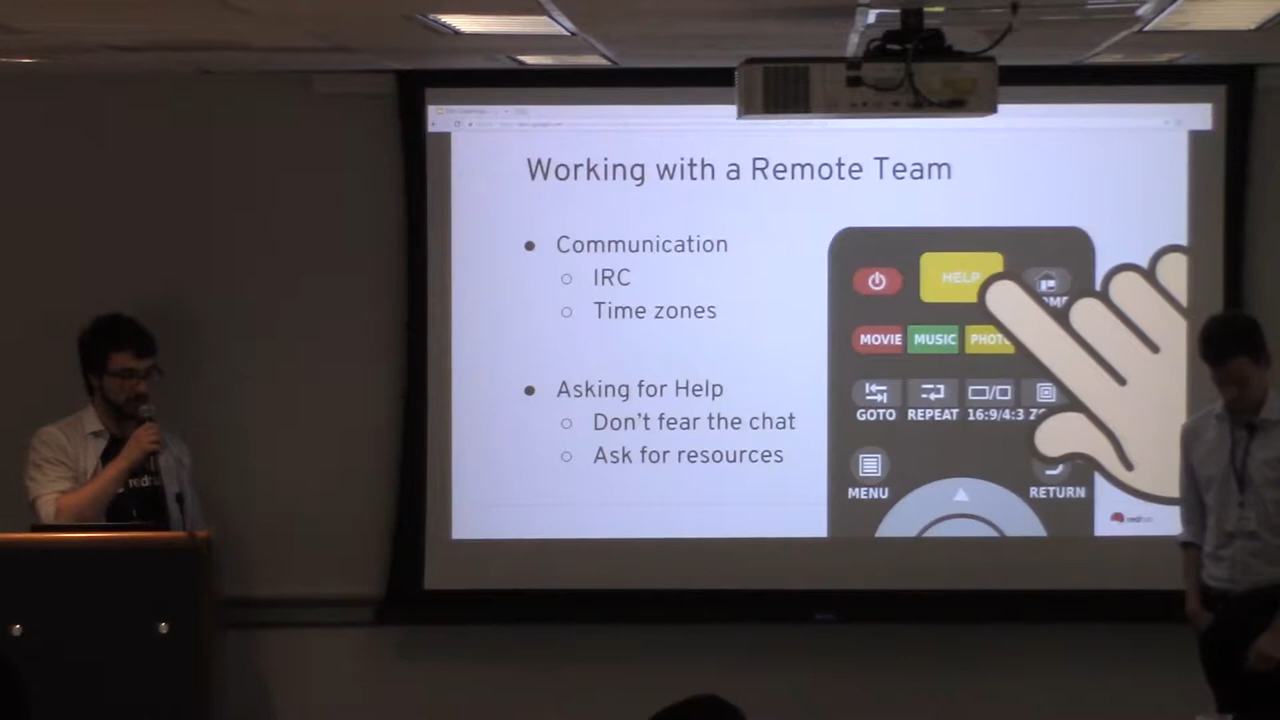 Working with a Remote Team
● Communication
○ IRC
○ Time zones
● Asking for Help
○ Don't fear the chat
○ Ask for resources
HELP
MOVIE MUSIC
GOTO REPEAT 16:9/4:3
MENU RETURN
redhat